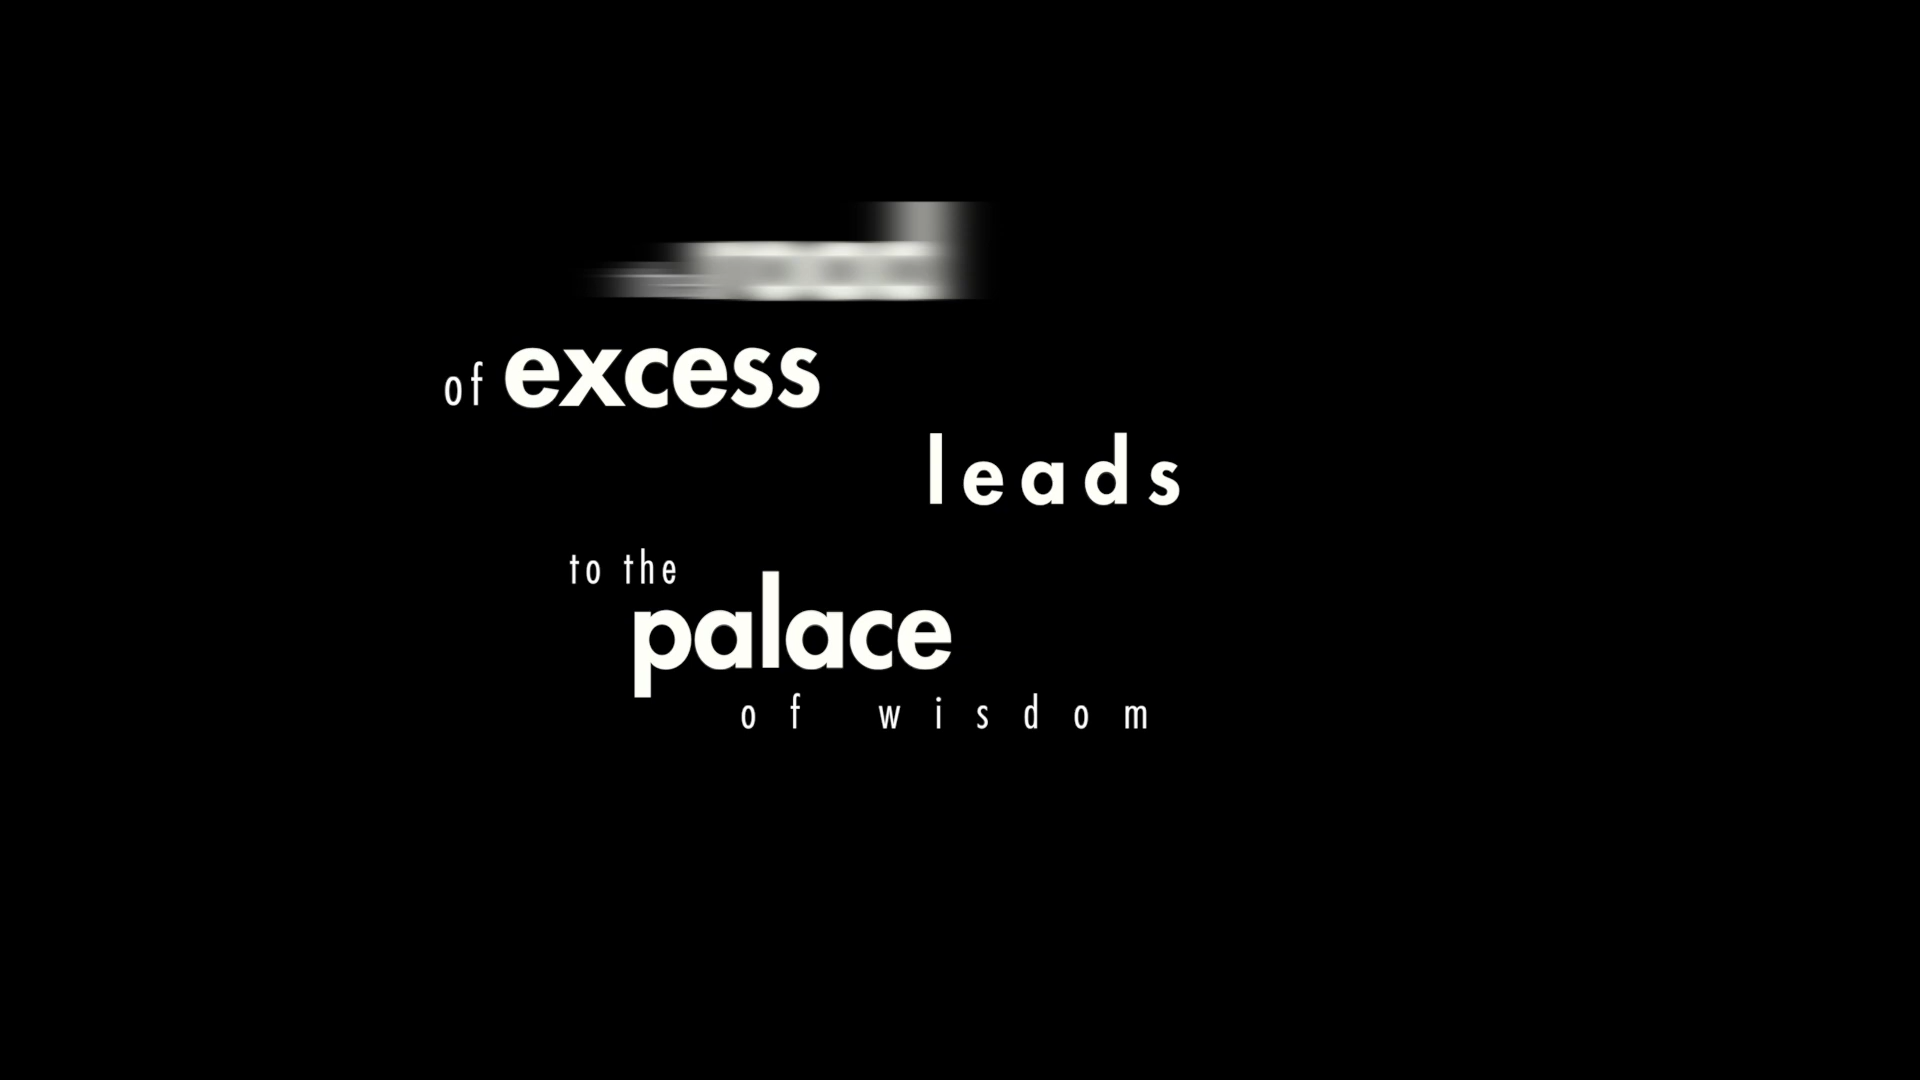 of excess
leads
to the
palace
of wisdom